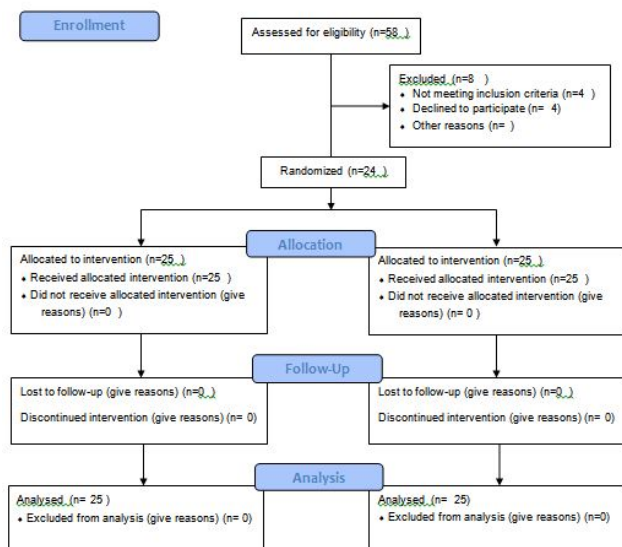 Enrollment
Assessed for eligibility (n=58 )
Excluded (n=8 )
♦ Not meeting inclusion criteria (n=4 )
♦ Declined to participate (n= 4)
♦ Other reasons (n= )
Randomized (n=24 )
Allocation
Allocated to intervention (n=25 )
♦ Received allocated intervention (n=25 )
♦ Did not receive allocated intervention (give
reasons) (n=0 )
Allocated to intervention (n=25 )
♦ Received allocated intervention (n=25 )
♦ Did not receive allocated intervention (give
reasons) (n= 0 )
Follow-Up
Lost to follow-up (give reasons) (n=0 )
Discontinued intervention (give reasons) (n= 0)
Lost to follow-up (give reasons) (n=0 )
Discontinued intervention (give reasons) (n= 0)
Analysis
Analysed (n= 25 )
♦ Excluded from analysis (give reasons) (n= 0)
Analysed (n= 25)
♦ Excluded from analysis (give reasons) (n=0)